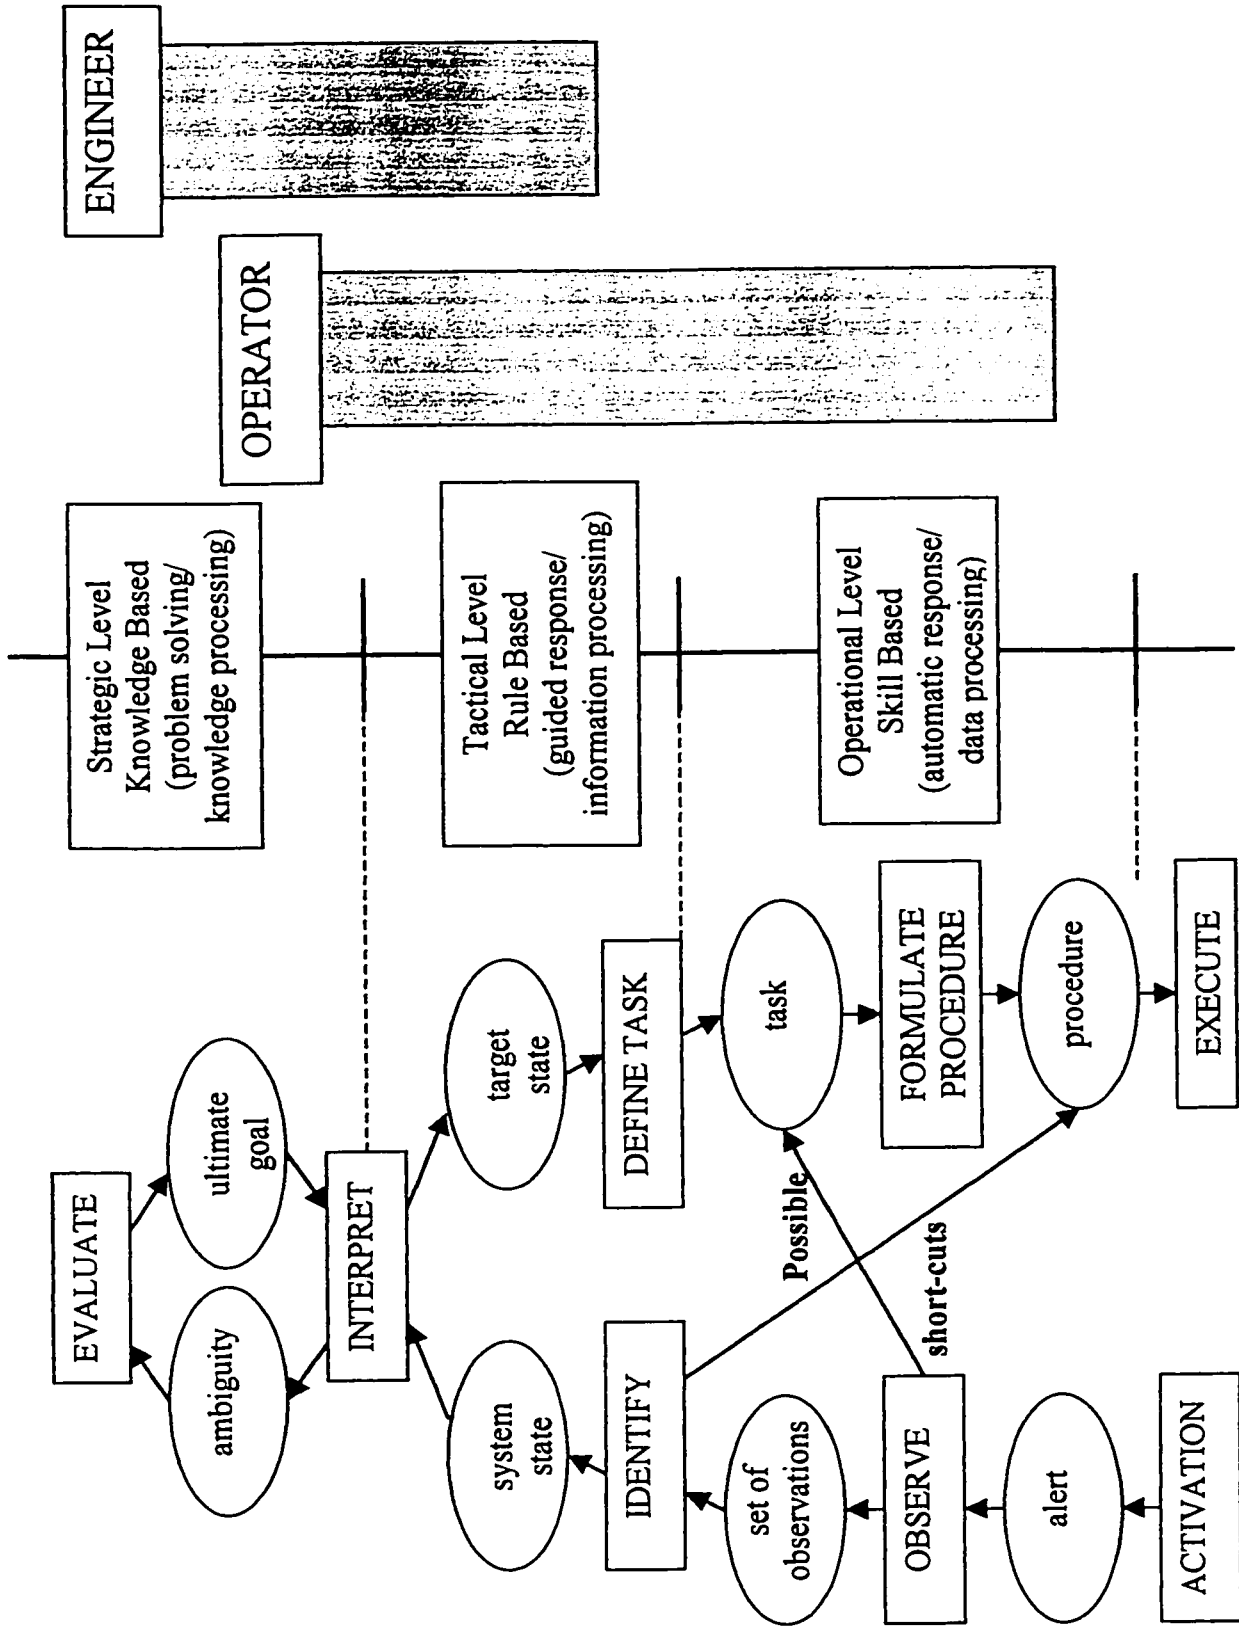 EVALUATE
ambiguity
ultimate
goal
INTERPRET
system
state
target
state
IDENTIFY
DEFINE TASK
set of
observations
Possible
task
OBSERVE
short-cuts
FORMULATE
PROCEDURE
alert
procedure
ACTIVATION
EXECUTE
Strategic Level
Knowledge Based
(problem solving/
knowledge processing)
Tactical Level
Rule Based
(guided response/
information processing)
Operational Level
Skill Based
(automatic response/
data processing)
OPERATOR
ENGINEER